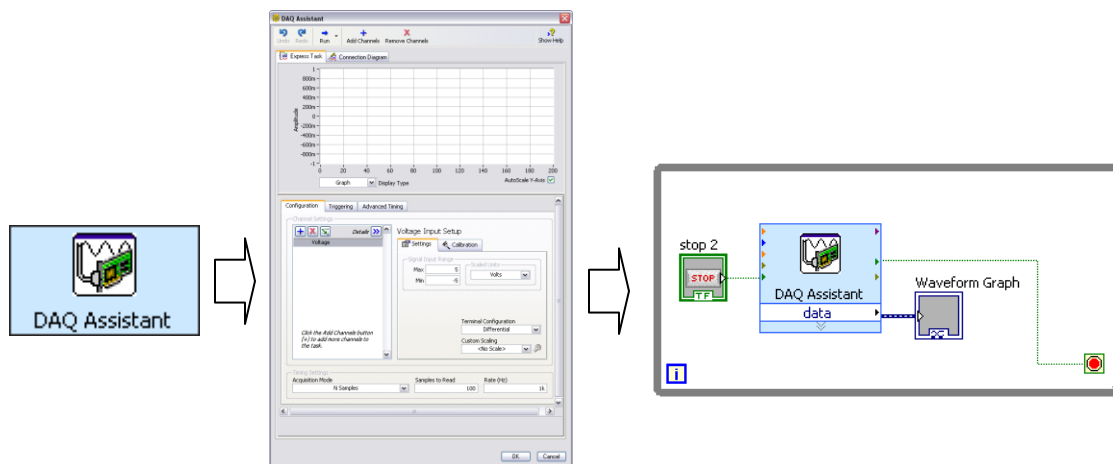 DAQ Assistant
DAQ Assistant
Undo Redo Run Add Channels Remove Channels Show Help
Express Task Connection Diagram
Amplitude
1
800m
600m
400m
200m
0
-200m
-400m
-600m
-800m
-1
0 20 40 60 80 100 120 140 160 180 200
Graph Display Type AutoScale Y-Axis
Configuration Triggering Advanced Timing
Channel Settings
Details
Voltage
Click the Add Channels button
(+) to add more channels to
the task.
Voltage Input Setup
Settings Calibration
Signal Input Range
Max 5
Min -5
Scaled Units
Volts
Terminal Configuration
Differential
Custom Scaling
<No Scale>
Timing Settings
Acquisition Mode Samples to Read Rate (Hz)
N Samples 100 1k
OK Cancel
stop 2
STOP
TF
DAQ Assistant
data
Waveform Graph
i